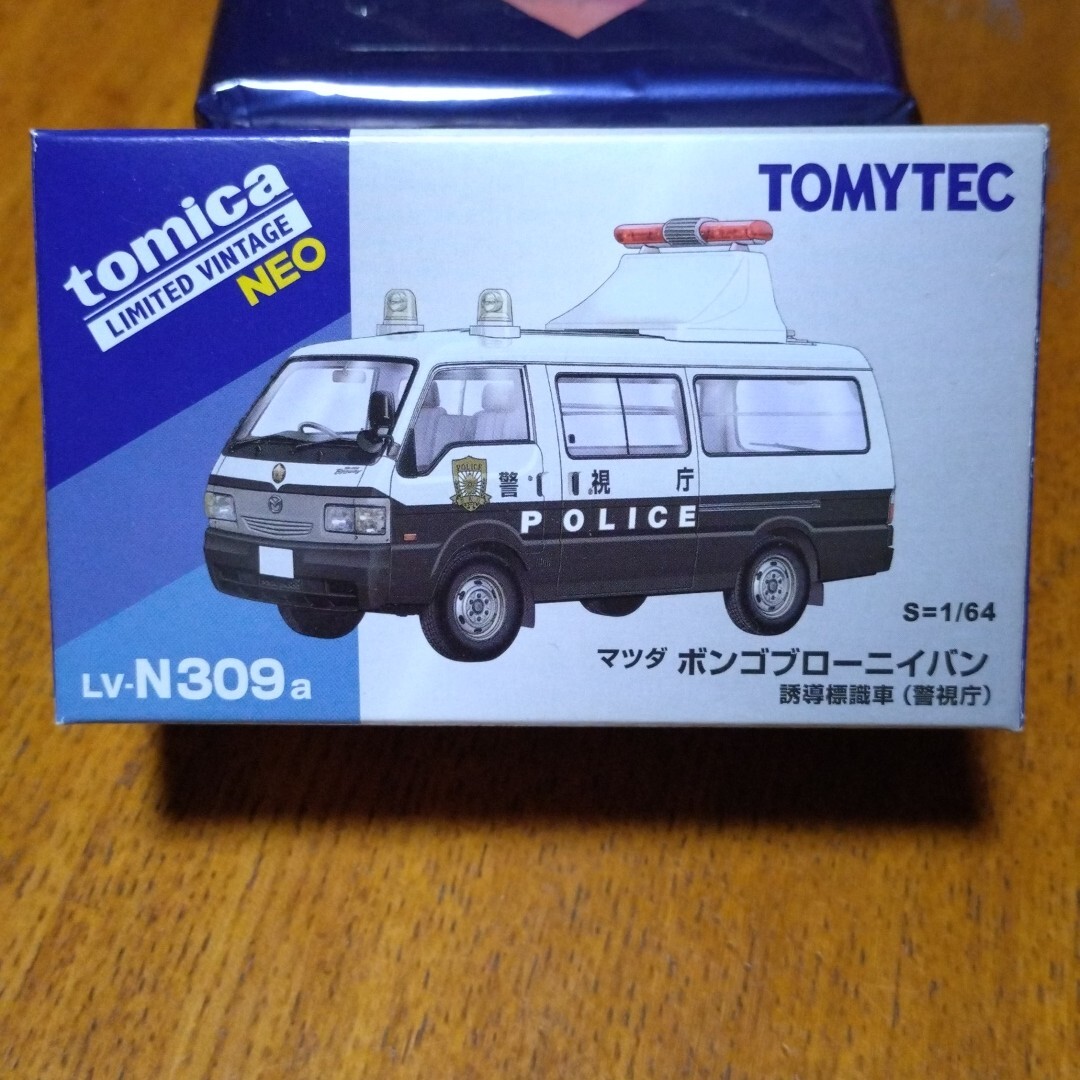 tomica
LIMITED VINTAGE
NEO
TOMYTEC
POLICE
警視庁
POLICE
S=1/64
LV-N309a
マツダ ボンゴブローニイバン
誘導標識車(警視庁)